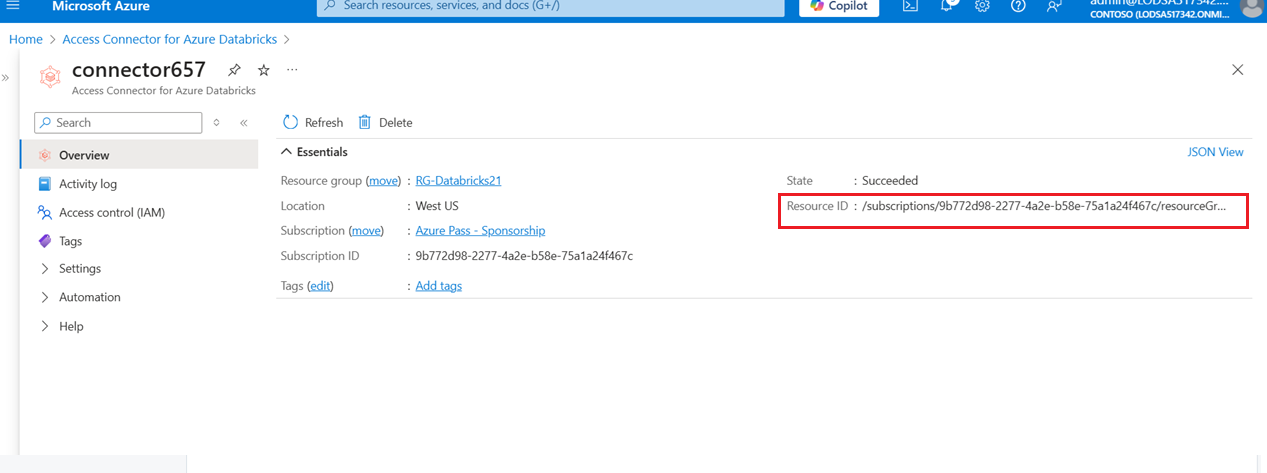 Microsoft Azure
Search resources, services, and docs (G+/)
Copilot
admin@LODSA517342....
CONTOSO (LODSA517342.ONMI...
Home > Access Connector for Azure Databricks >
connector657
Access Connector for Azure Databricks
Search
Refresh
Delete
Overview
Activity log
Access control (IAM)
Tags
Settings
Automation
Help
Essentials
JSON View
Resource group (move) : RG-Databricks21
Location : West US
Subscription (move) : Azure Pass - Sponsorship
Subscription ID : 9b772d98-2277-4a2e-b58e-75a1a24f467c
Tags (edit) : Add tags
State : Succeeded
Resource ID : /subscriptions/9b772d98-2277-4a2e-b58e-75a1a24f467c/resourceGr...